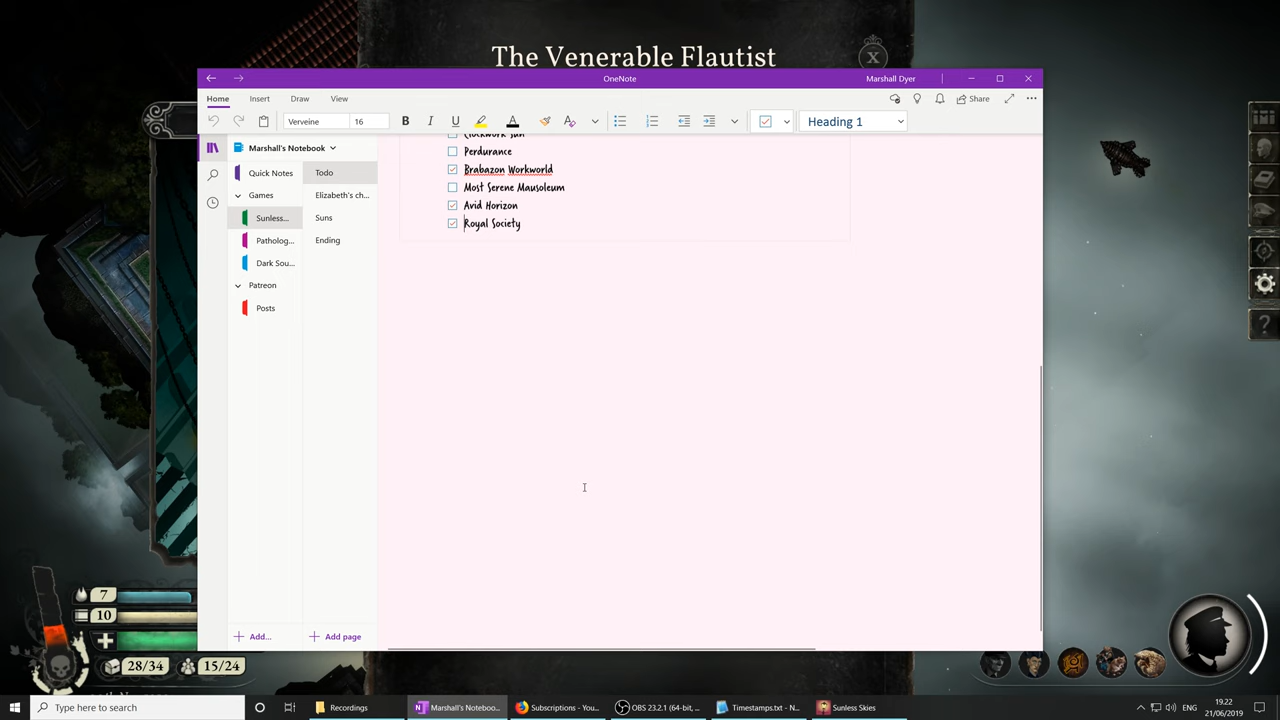 The Venerable Flautist
X
OneNote
Marshall Dyer
Home
Insert
Draw
View
Share
Verveine
16
B
I
U
A
Heading 1
Marshall's Notebook
Quick Notes
Games
Sunless...
Patholog...
Dark Sou...
Patreon
Posts
Todo
Elizabeth's ch...
Suns
Ending
Clockwork Sun
Perdurance
Brabazon Workworld
Most Serene Mausoleum
Avid Horizon
Royal Society
Add...
Add page
7
10
28/34
15/24
Type here to search
Recordings
Marshall's Noteboo...
Subscriptions - You...
OBS 23.2.1 (64-bit, ...
Timestamps.txt - N...
Sunless Skies
ENG
19.22
21/06/2019